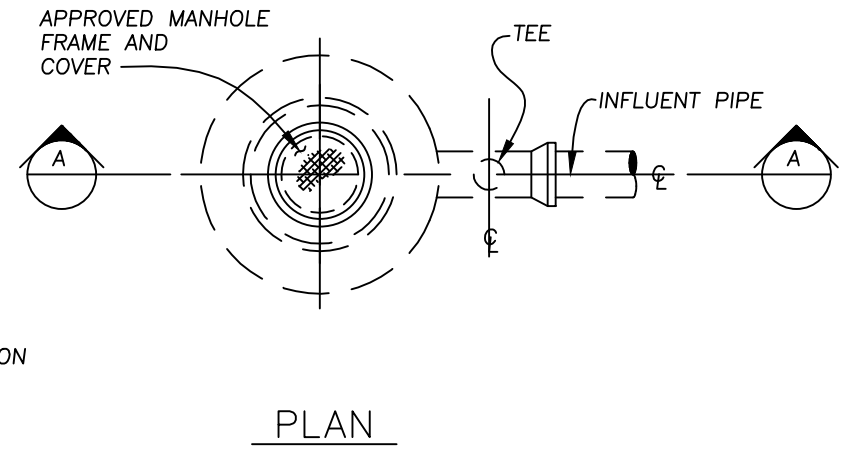 APPROVED MANHOLE
FRAME AND
COVER
TEE
INFLUENT PIPE
A
A
℄
℄
ON
PLAN